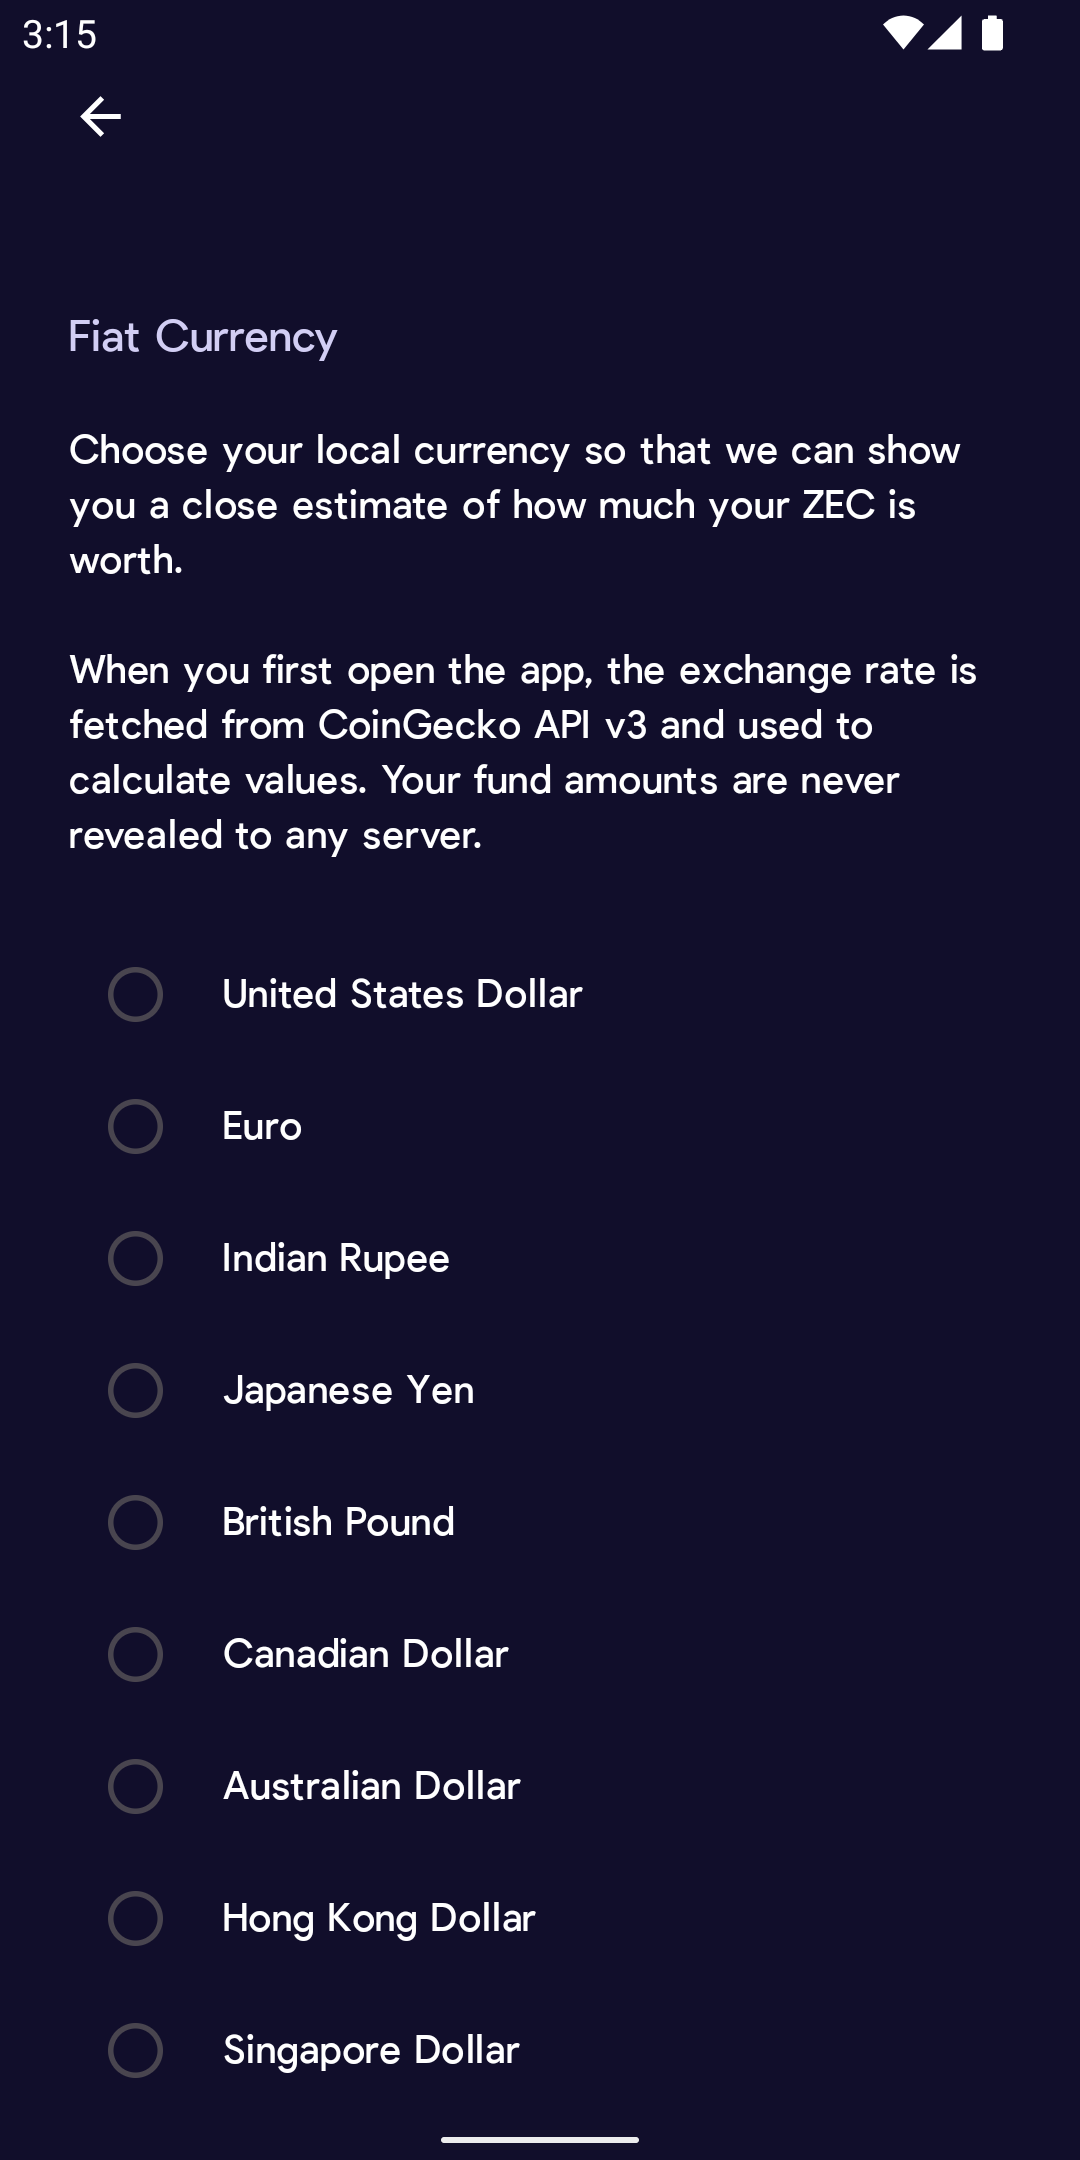 3:15
Fiat Currency
Choose your local currency so that we can show
you a close estimate of how much your ZEC is
worth.
When you first open the app, the exchange rate is
fetched from CoinGecko API v3 and used to
calculate values. Your fund amounts are never
revealed to any server.
United States Dollar
Euro
Indian Rupee
Japanese Yen
British Pound
Canadian Dollar
Australian Dollar
Hong Kong Dollar
Singapore Dollar